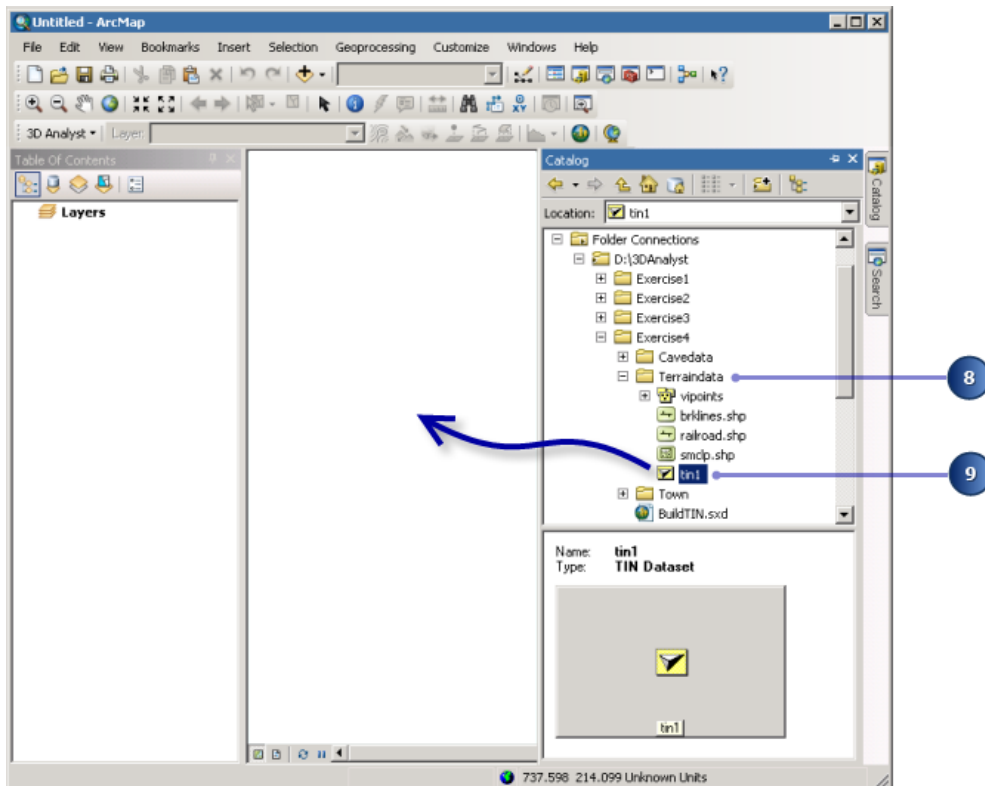 Untitled - ArcMap
File Edit View Bookmarks Insert Selection Geoprocessing Customize Windows Help
3D Analyst Layer:
Table Of Contents
Layers
Catalog
Location: tin1
Folder Connections
D:\3DAnalyst
Exercise1
Exercise2
Exercise3
Exercise4
Cavedata
Terraindata
vipoints
brklines.shp
railroad.shp
smclp.shp
tin1
Town
BuildTIN.sxd
Name: tin1
Type: TIN Dataset
tin1
Catalog
Search
8
9
737.598 214.099 Unknown Units